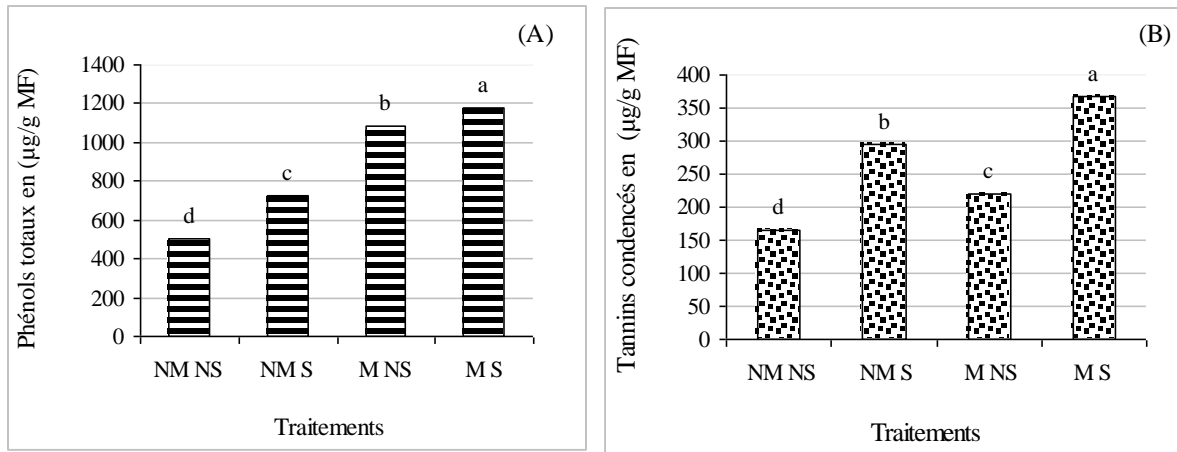 (A)
Phénols totaux en (µg/g MF)
1400
1200
1000
800
600
400
200
0
d
c
b
a
NM NS
NM S
M NS
M S
Traitements
(B)
Tannins condencés en (µg/g MF)
400
350
300
250
200
150
100
50
0
d
b
c
a
NM NS
NM S
M NS
M S
Traitements